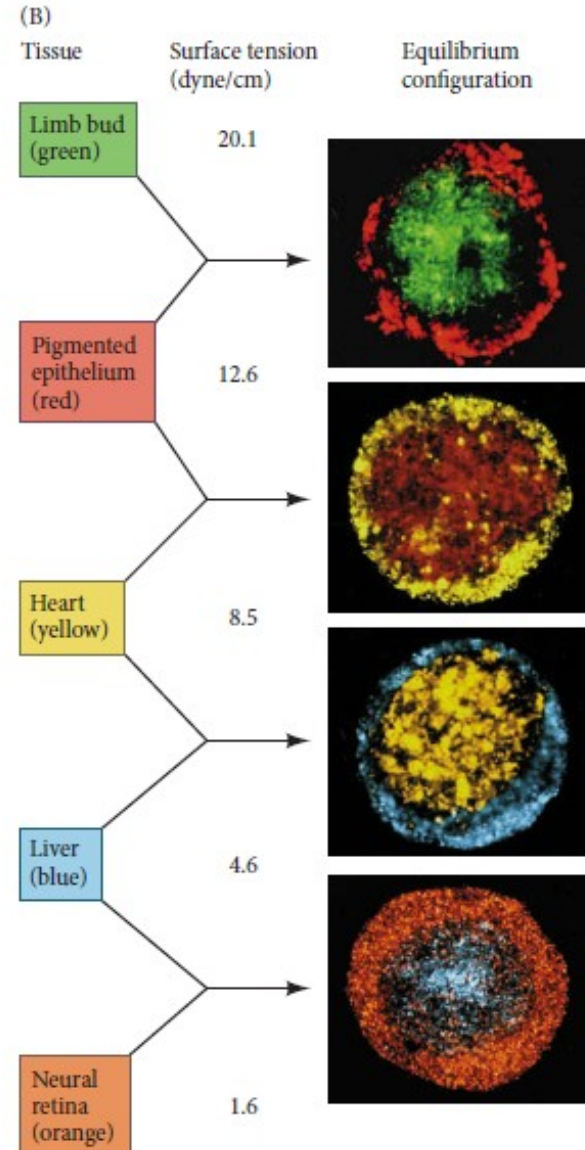 (B)
Tissue
Surface tension
(dyne/cm)
Equilibrium
configuration
Limb bud
(green)
20.1
Pigmented
epithelium
(red)
12.6
Heart
(yellow)
8.5
Liver
(blue)
4.6
Neural
retina
(orange)
1.6